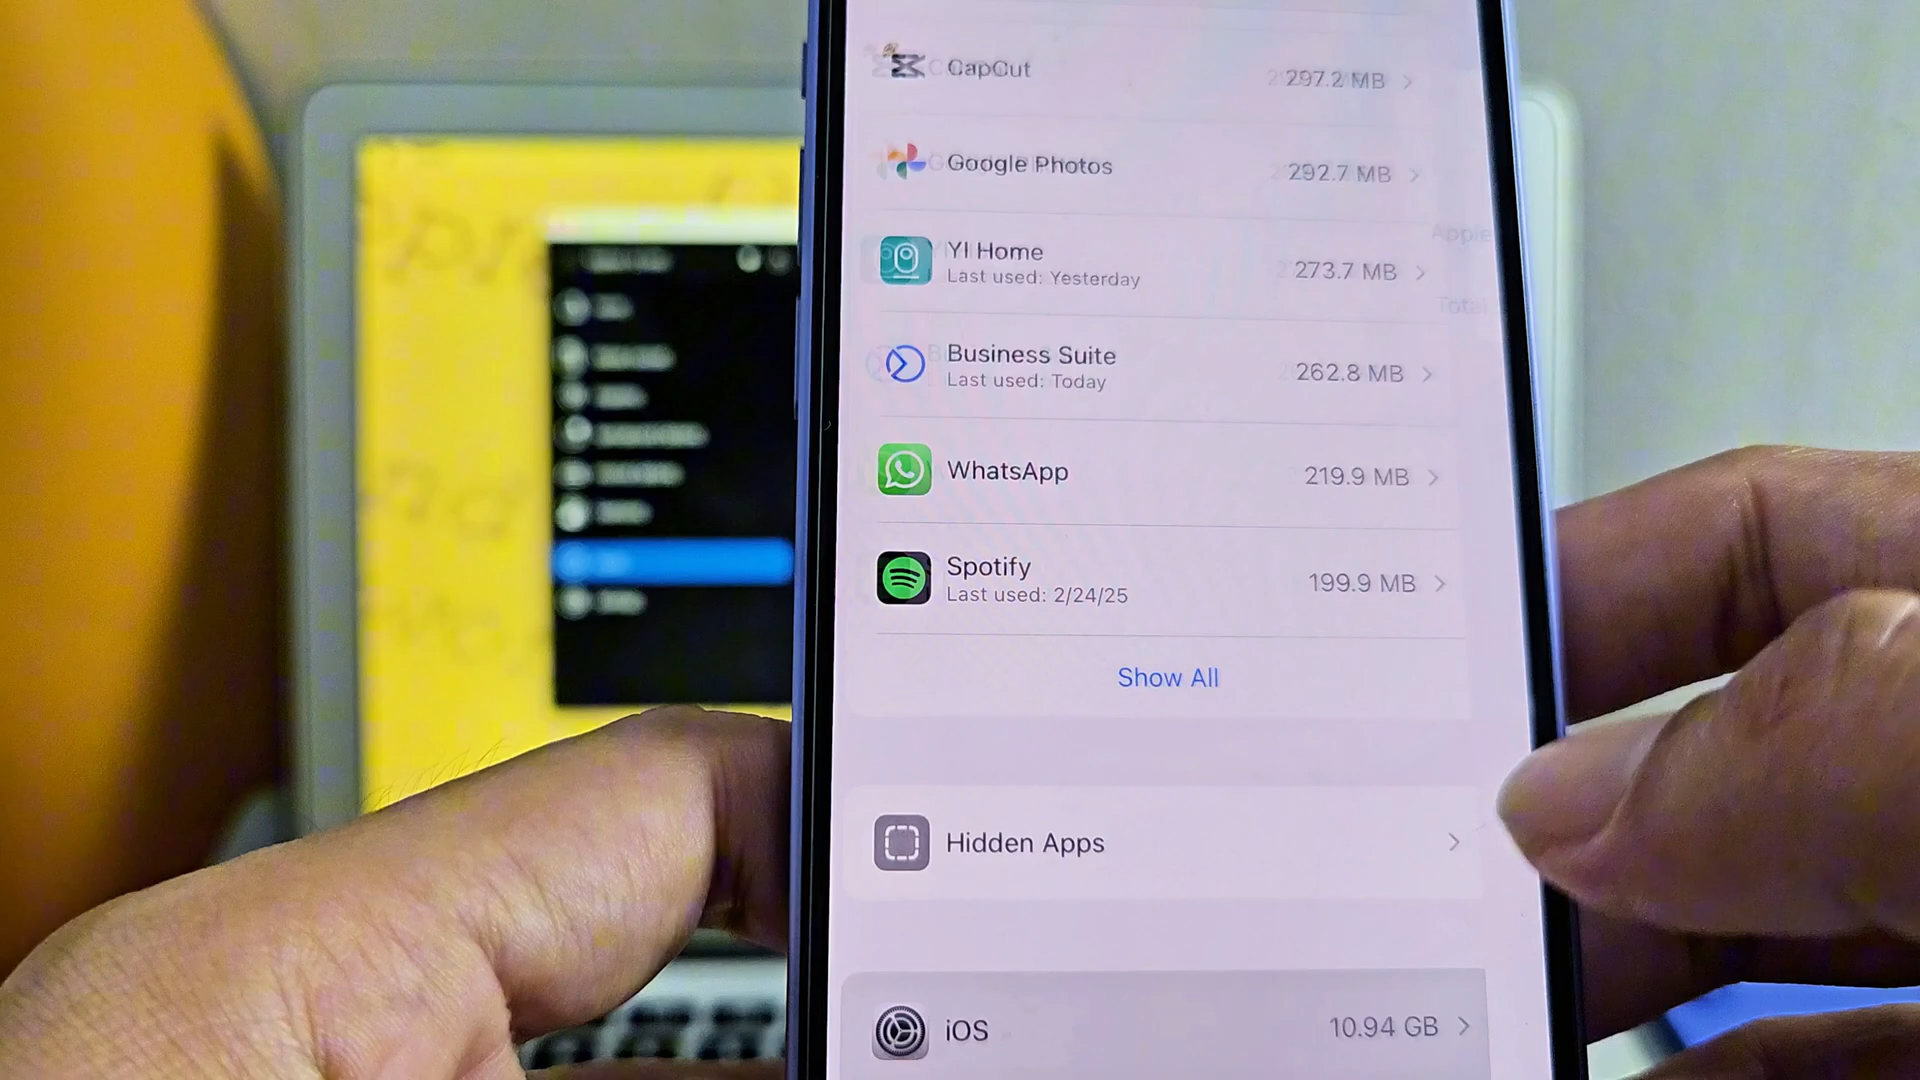 CapCut 297.2 MB
Google Photos 292.7 MB
YI Home
Last used: Yesterday 273.7 MB
Apple
Total
Business Suite
Last used: Today 262.8 MB
WhatsApp 219.9 MB
Spotify
Last used: 2/24/25 199.9 MB
Show All
Hidden Apps
iOS 10.94 GB